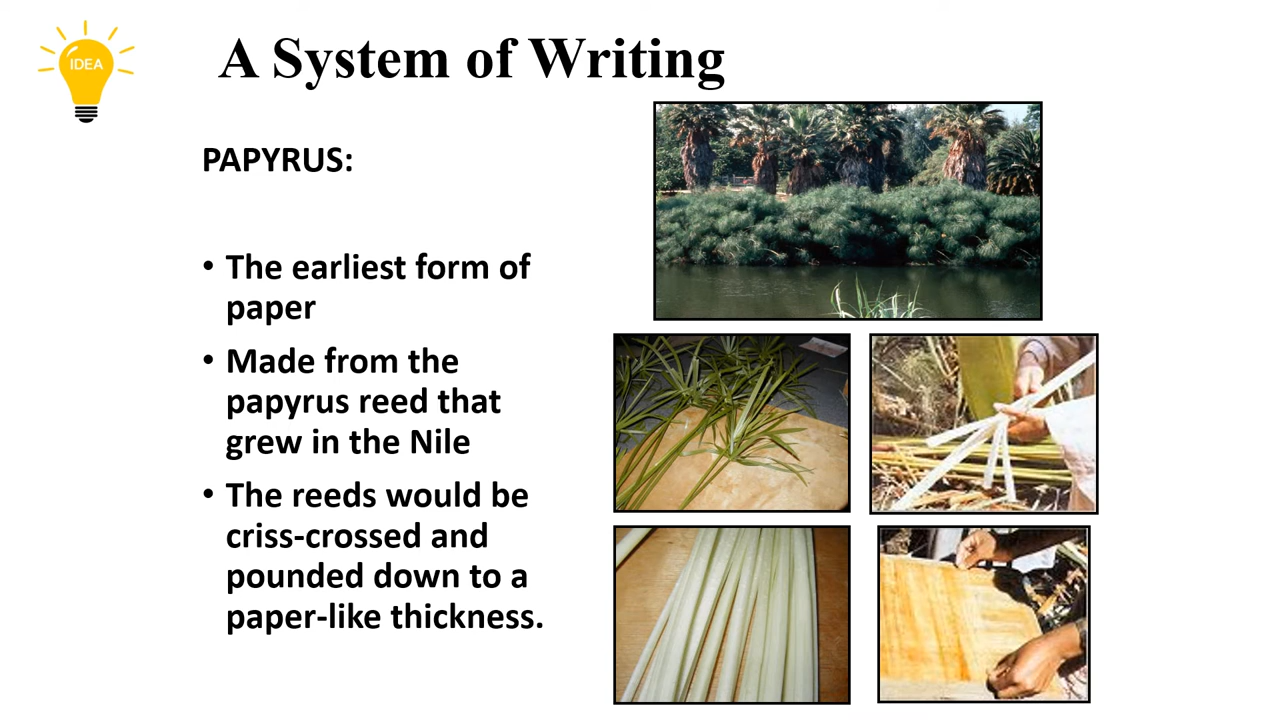 IDEA
A System of Writing
PAPYRUS:
• The earliest form of
paper
• Made from the
papyrus reed that
grew in the Nile
• The reeds would be
criss-crossed and
pounded down to a
paper-like thickness.